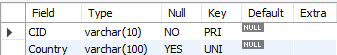 Field Type Null Key Default Extra
CID varchar(10) NO PRI NULL
Country varchar(100) YES UNI NULL